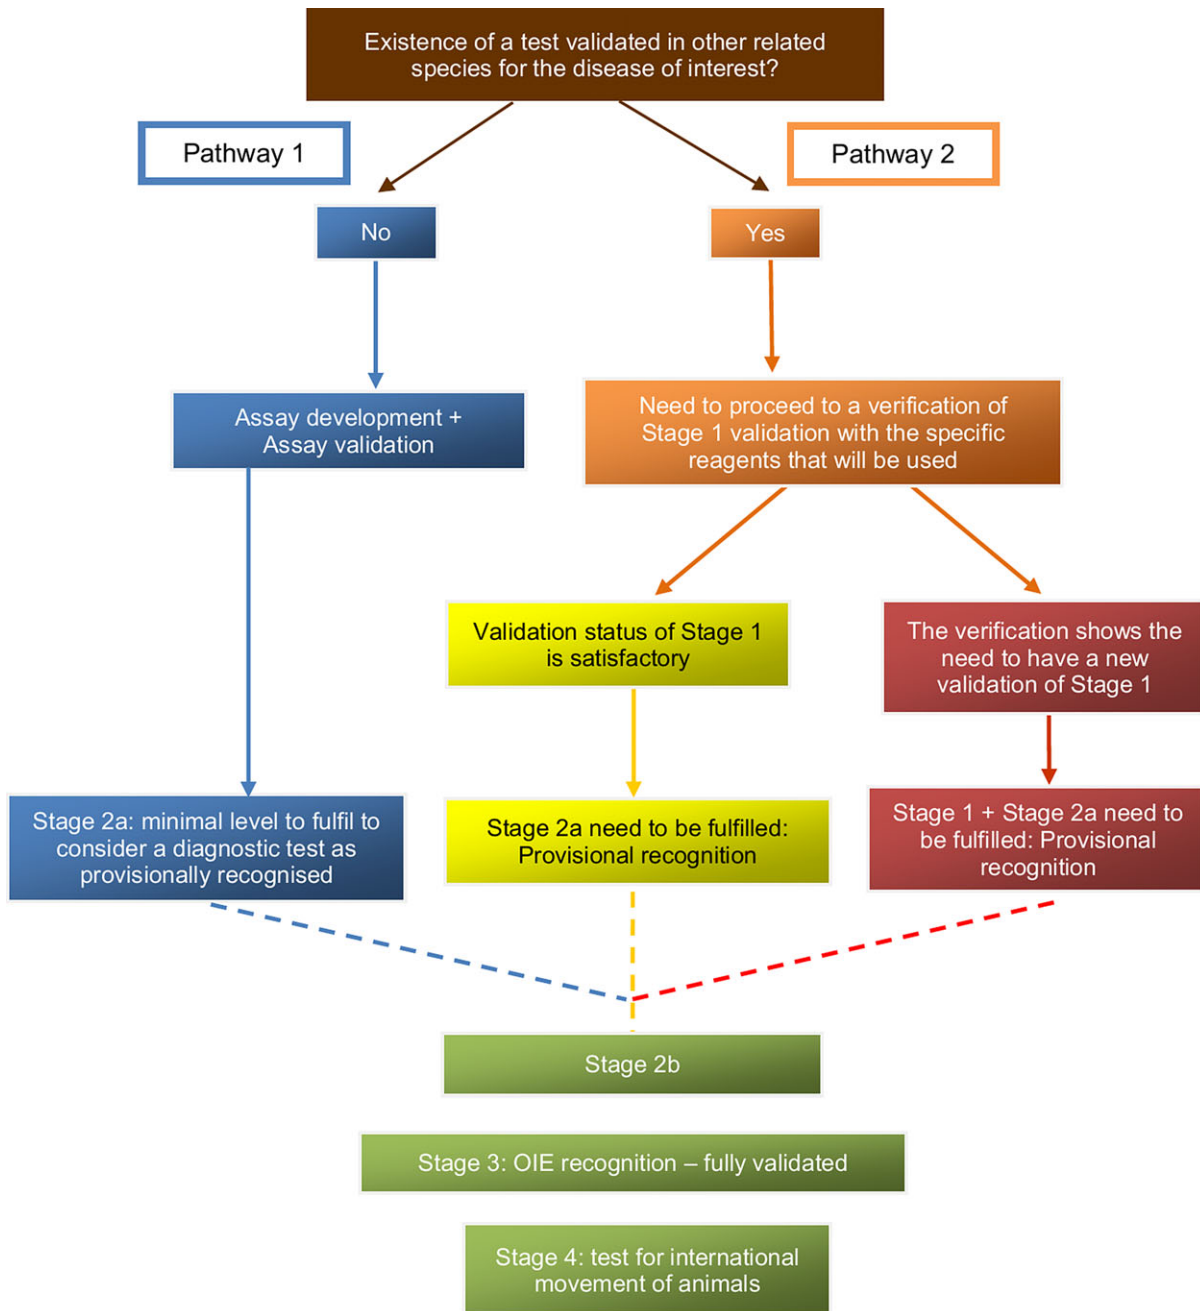 Existence of a test validated in other related
species for the disease of interest?
Pathway 1
Pathway 2
No
Yes
Assay development +
Assay validation
Need to proceed to a verification of
Stage 1 validation with the specific
reagents that will be used
Validation status of Stage 1
is satisfactory
The verification shows the
need to have a new
validation of Stage 1
Stage 2a: minimal level to fulfil to
consider a diagnostic test as
provisionally recognised
Stage 2a need to be fulfilled:
Provisional recognition
Stage 1 + Stage 2a need to
be fulfilled: Provisional
recognition
Stage 2b
Stage 3: OIE recognition – fully validated
Stage 4: test for international
movement of animals